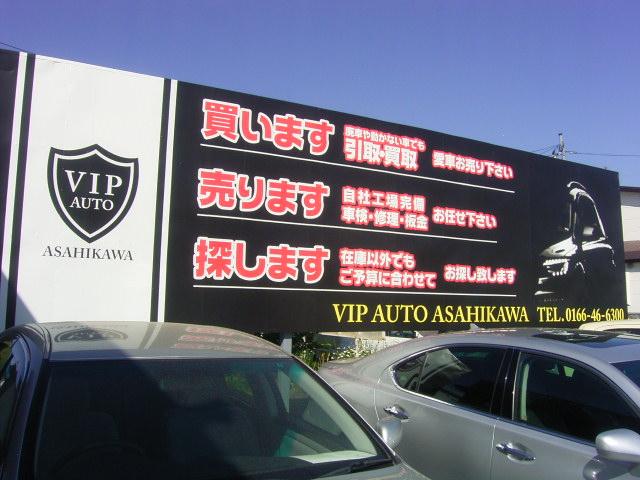 VIP
AUTO
ASAHIKAWA
買います
廃車や動かない車でも
引取・買取
愛車お売り下さい
売ります
自社工場完備
車検・修理・板金
お任せ下さい
探します
在庫以外でも
ご予算に合わせて
お探し致します
VIP AUTO ASAHIKAWA TEL.0166-46-6300